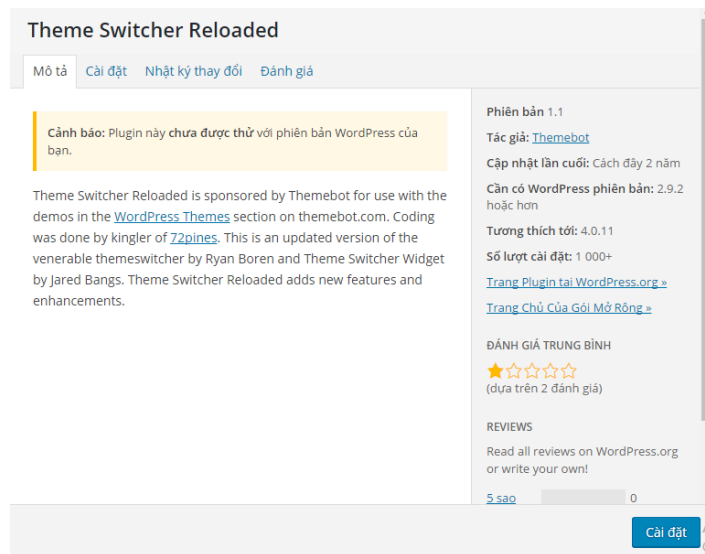 Theme Switcher Reloaded
Mô tả
Cài đặt
Nhật ký thay đổi
Đánh giá
Cảnh báo: Plugin này chưa được thử với phiên bản WordPress của
bạn.
Theme Switcher Reloaded is sponsored by Themebot for use with the
demos in the WordPress Themes section on themebot.com. Coding
was done by kingler of 72pines. This is an updated version of the
venerable themeswitcher by Ryan Boren and Theme Switcher Widget
by Jared Bangs. Theme Switcher Reloaded adds new features and
enhancements.
Phiên bản 1.1
Tác giả: Themebot
Cập nhật lần cuối: Cách đây 2 năm
Cần có WordPress phiên bản: 2.9.2
hoặc hơn
Tương thích tới: 4.0.11
Số lượt cài đặt: 1 000+
Trang Plugin tại WordPress.org »
Trang Chủ Của Gói Mở Rộng »
ĐÁNH GIÁ TRUNG BÌNH
(dựa trên 2 đánh giá)
REVIEWS
Read all reviews on WordPress.org
or write your own!
5 sao 0
Cài đặt